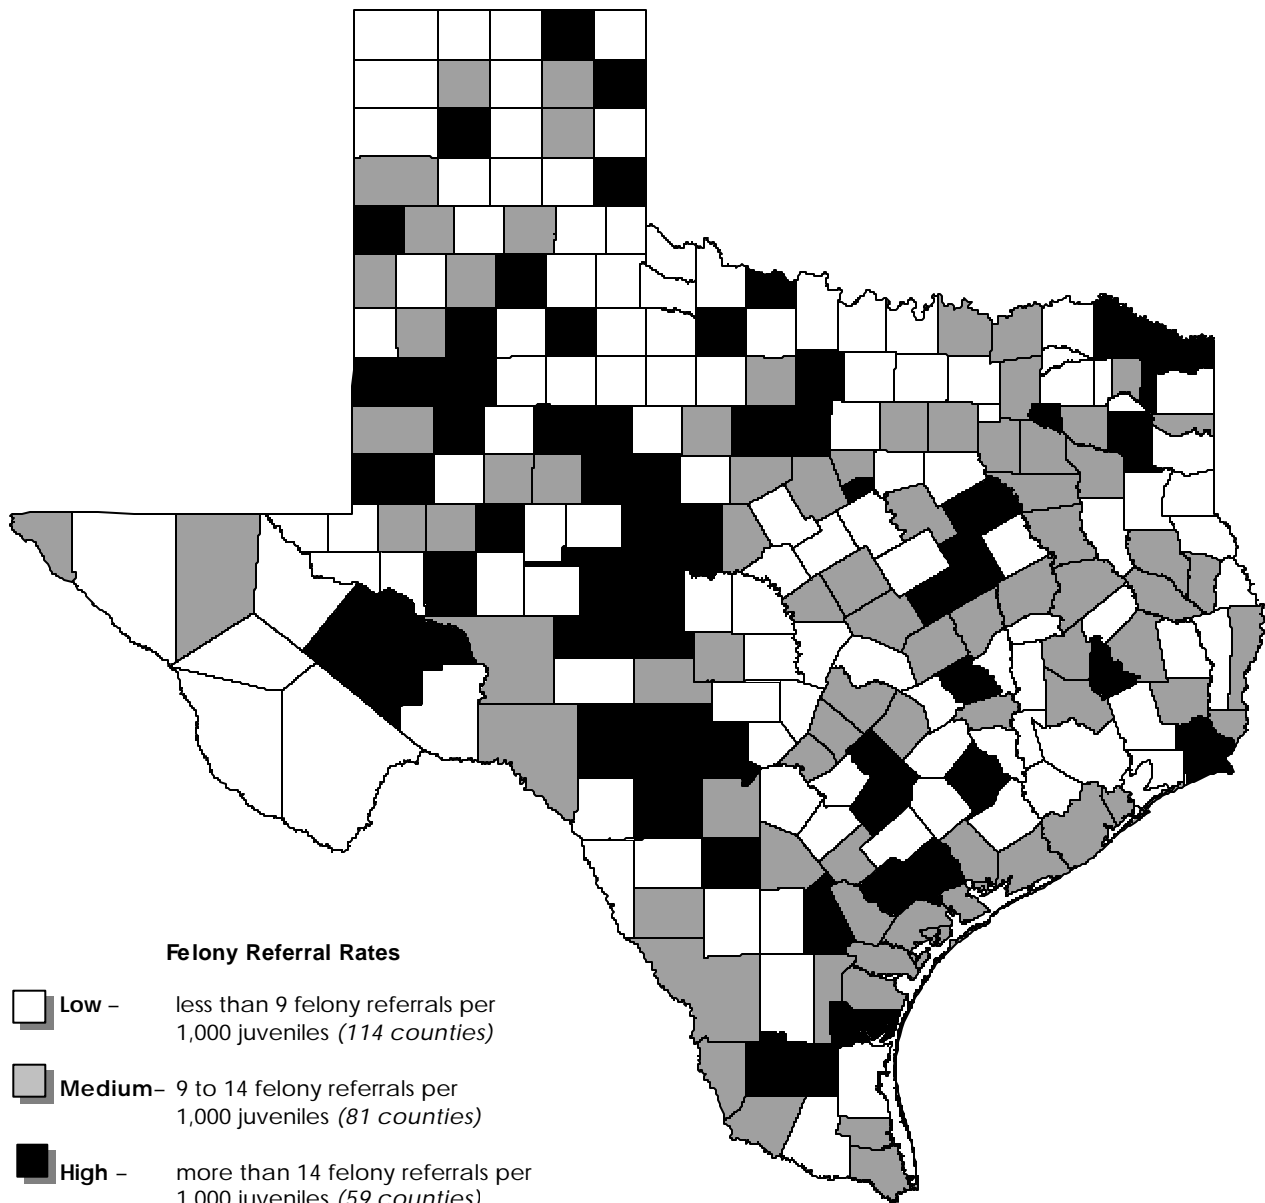 Felony Referral Rates
Low – less than 9 felony referrals per
1,000 juveniles (114 counties)
Medium– 9 to 14 felony referrals per
1,000 juveniles (81 counties)
High – more than 14 felony referrals per
1,000 juveniles (59 counties)